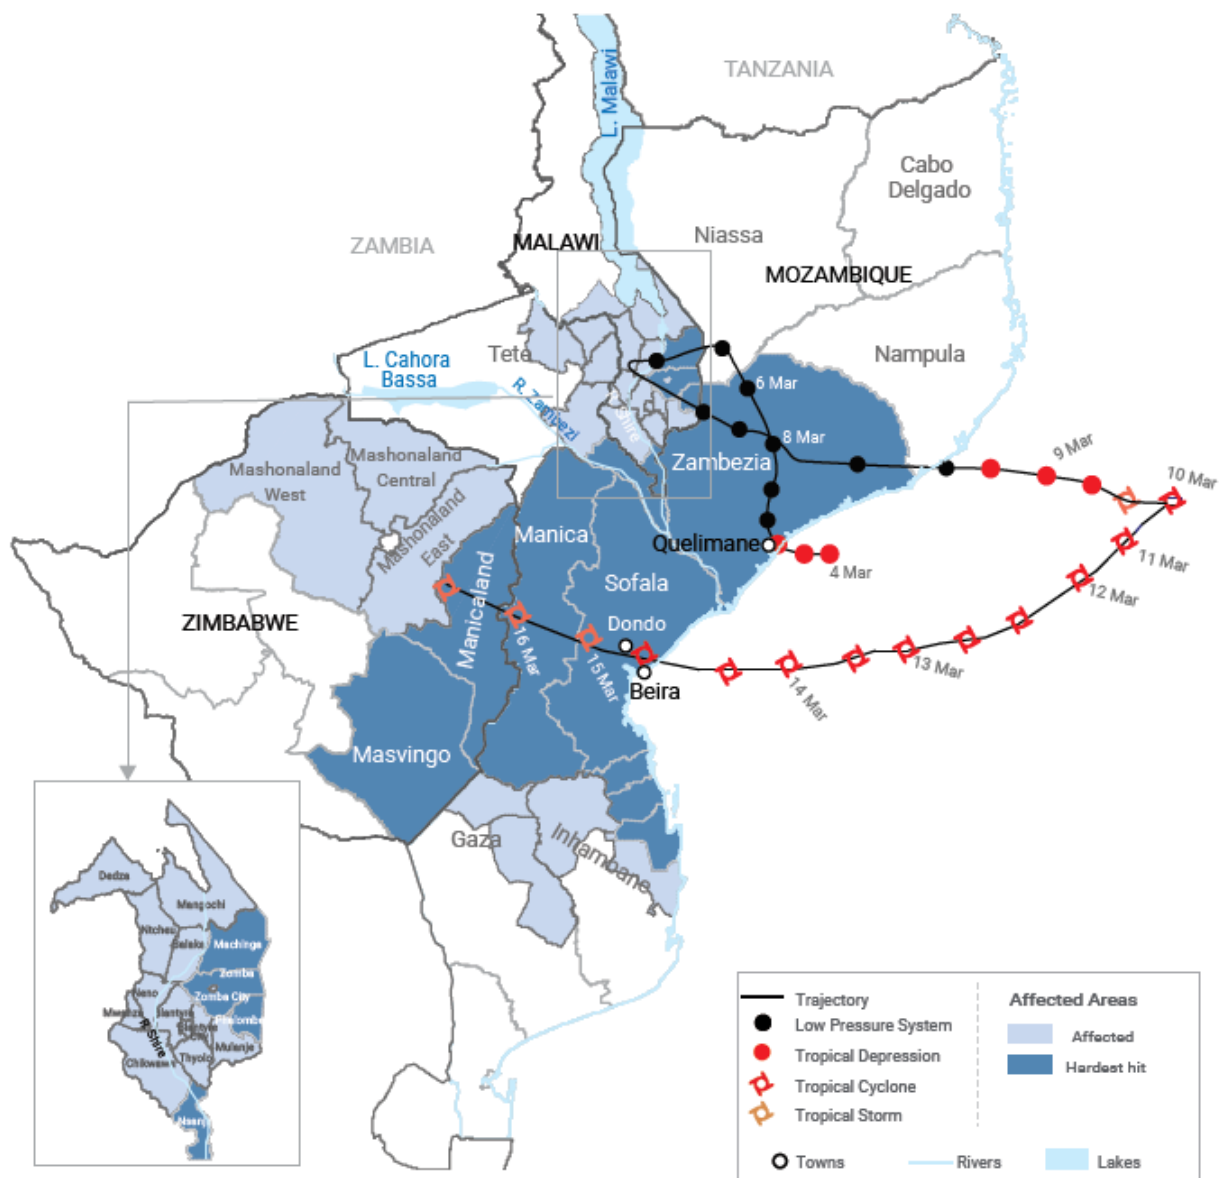 TANZANIA
L. Malawi
Cabo
Delgado
Niassa
ZAMBIA
MALAWI
MOZAMBIQUE
Nampula
Tete
L. Cahora
Bassa
R. Zambezi
R. Shire
6 Mar
8 Mar
9 Mar
10 Mar
11 Mar
12 Mar
13 Mar
14 Mar
15 Mar
16 Mar
4 Mar
Zambezia
Quelimane
Mashonaland
West
Mashonaland
Central
Mashonaland
East
Manica
Manicaland
Sofala
Dondo
Beira
ZIMBABWE
Masvingo
Gaza
Inhambane
Dedza
Mangochi
Ntcheu
Balaka
Machinga
Zomba
Zomba City
Neno
Mwanza
Blantyre
Blantyre
City
Phalombe
Mulanje
Thyolo
Chikwawa
R. Shire
Nsanje
Trajectory
Low Pressure System
Tropical Depression
Tropical Cyclone
Tropical Storm
Towns
Rivers
Lakes
Affected Areas
Affected
Hardest hit